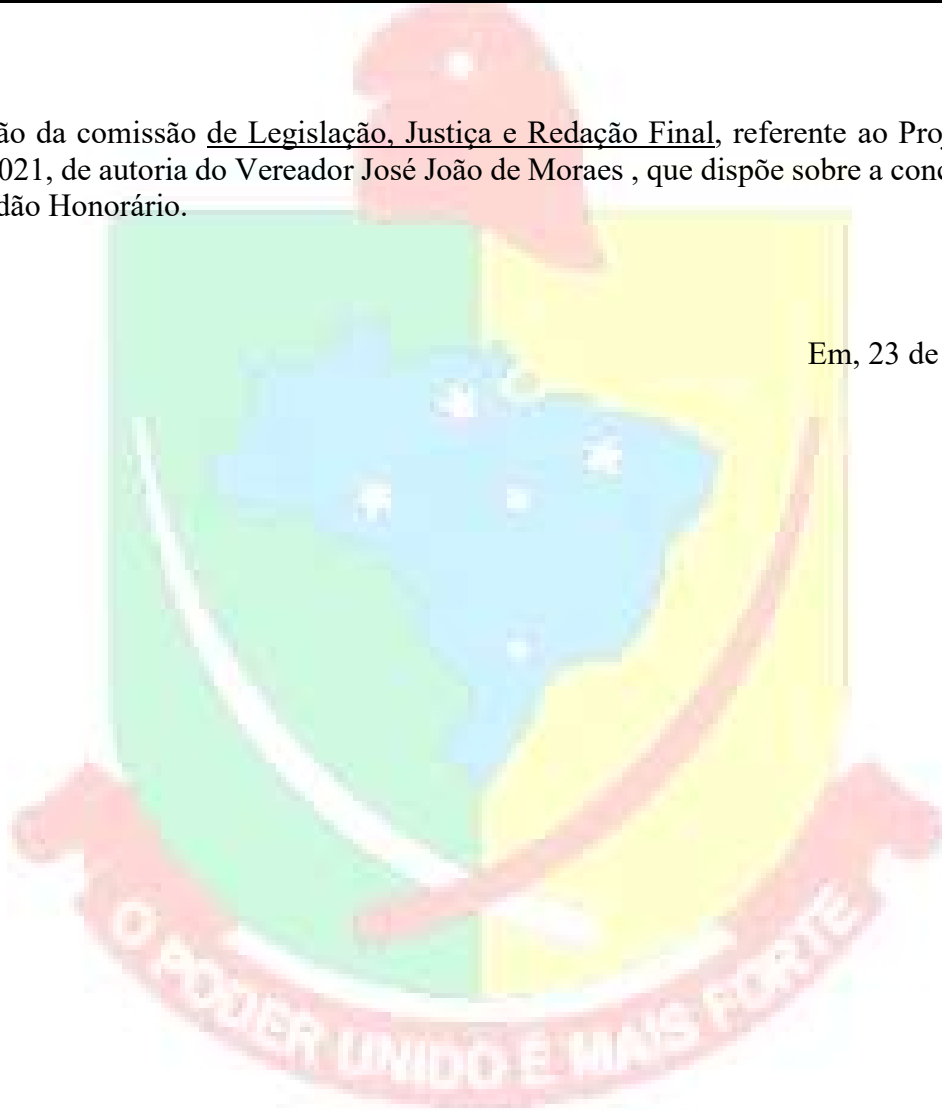 ão da comissão de Legislação, Justiça e Redação Final, referente ao Proj
021, de autoria do Vereador José João de Moraes , que dispõe sobre a conc
dão Honorário.
Em, 23 de
O PODER UNIDO É MAIS FORTE